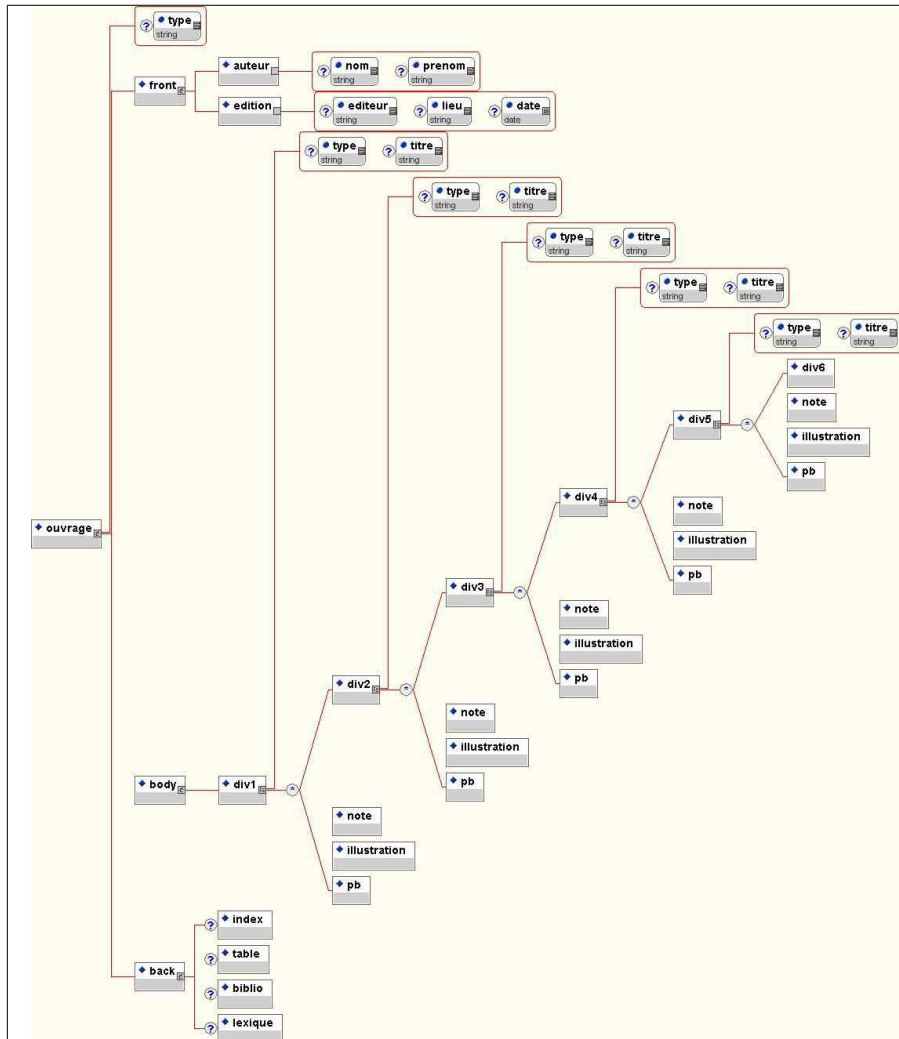 ? type
string
front
auteur
? nom ? prenom
string string
edition
? editeur ? lieu ? date
string string date
? type ? titre
string string
? type ? titre
string string
? type ? titre
string string
? type ? titre
string string
? type ? titre
string string
div6
note
div5 *
illustration
pb
div4 *
note
illustration
pb
ouvrage
div3 *
note
illustration
pb
div2 *
note
illustration
pb
body div1 *
note
illustration
pb
? index
? table
back
? biblio
? lexique